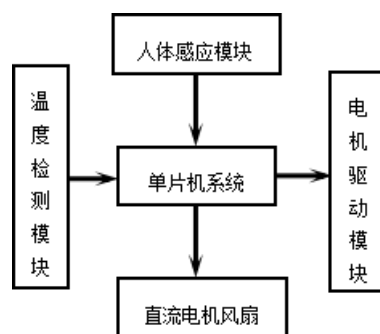 人体感应模块
温度检测模块
单片机系统
电机驱动模块
直流电机风扇